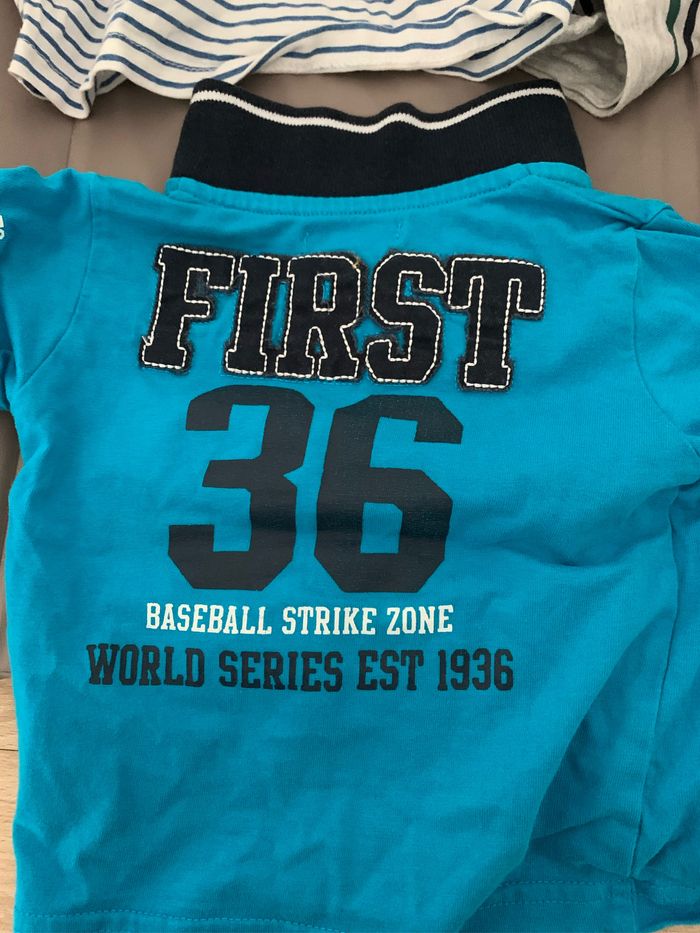 FIRST
36
BASEBALL STRIKE ZONE
WORLD SERIES EST 1936